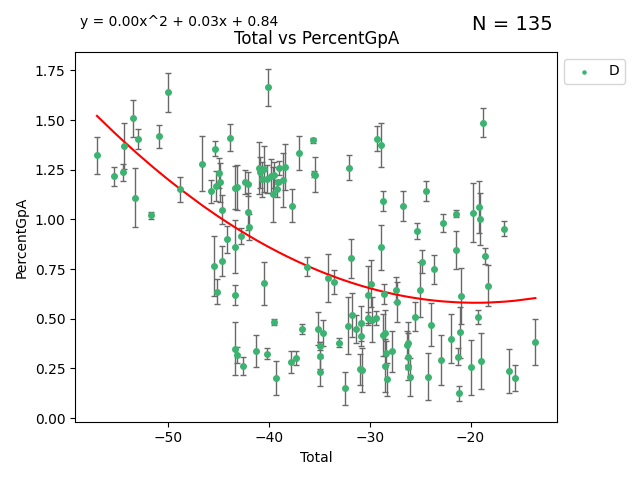 y = 0.00x^2 + 0.03x + 0.84
N = 135
Total vs PercentGpA
D
PercentGpA
1.75
1.50
1.25
1.00
0.75
0.50
0.25
0.00
−50
−40
−30
−20
Total